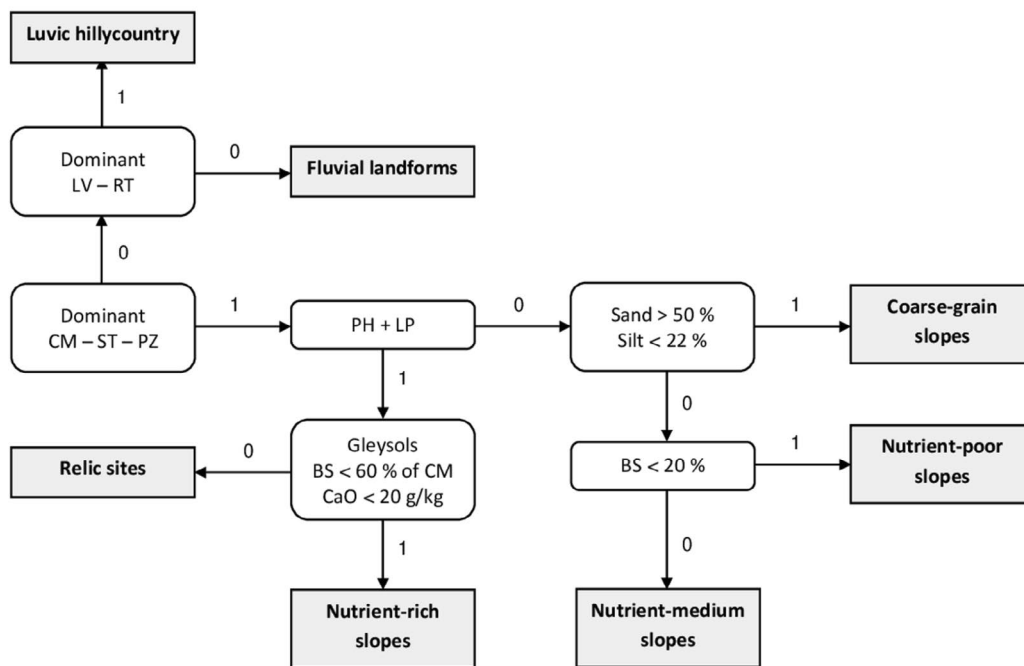 Luvic hillycountry
1
Dominant
LV – RT
0
Fluvial landforms
0
Dominant
CM – ST – PZ
1
PH + LP
0
Sand > 50 %
Silt < 22 %
1
Coarse-grain
slopes
1
0
Gleysols
BS < 60 % of CM
CaO < 20 g/kg
0
Relic sites
BS < 20 %
1
Nutrient-poor
slopes
1
0
Nutrient-rich
slopes
Nutrient-medium
slopes